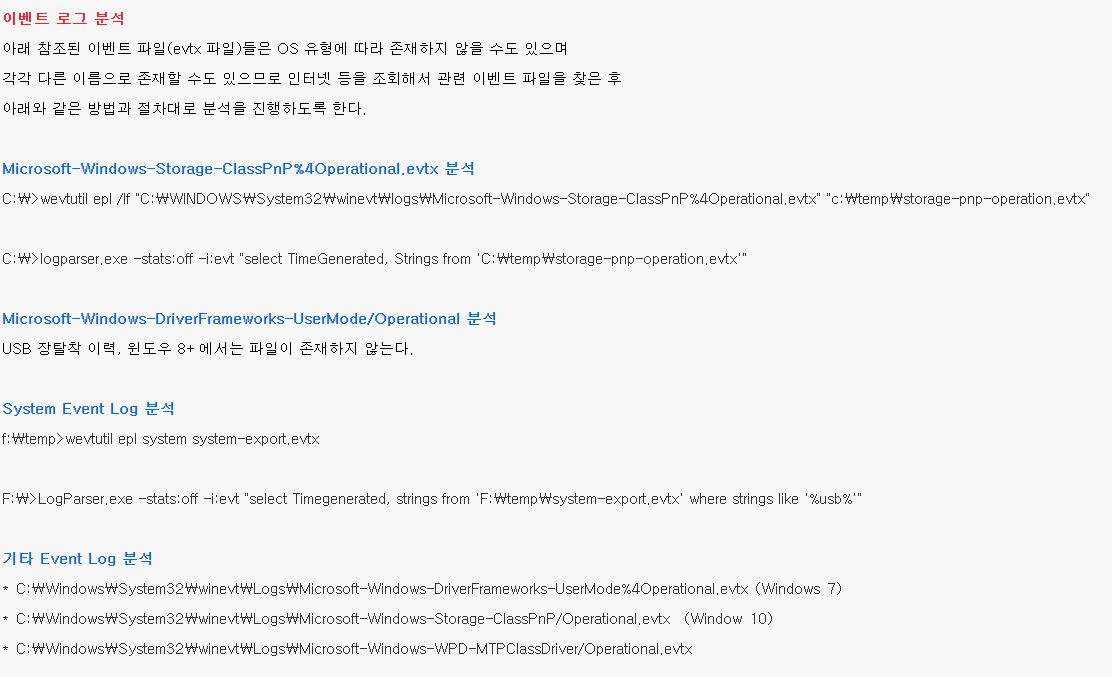 이벤트 로그 분석
아래 참조된 이벤트 파일(evtx 파일)들은 OS 유형에 따라 존재하지 않을 수도 있으며
각각 다른 이름으로 존재할 수도 있으므로 인터넷 등을 조회해서 관련 이벤트 파일을 찾은 후
아래와 같은 방법과 절차대로 분석을 진행하도록 한다.
Microsoft-Windows-Storage-ClassPnP%4Operational.evtx 분석
C:₩>wevtutil epl /lf "C:₩WINDOWS₩System32₩winevt₩logs₩Microsoft-Windows-Storage-ClassPnP%4Operational.evtx" "c:₩temp₩storage-pnp-operation.evtx"
C:₩>logparser.exe -stats:off -i:evt "select TimeGenerated, Strings from 'C:₩temp₩storage-pnp-operation.evtx'"
Microsoft-Windows-DriverFrameworks-UserMode/Operational 분석
USB 장탈착 이력, 윈도우 8+ 에서는 파일이 존재하지 않는다.
System Event Log 분석
f:₩temp>wevtutil epl system system-export.evtx
F:₩>LogParser.exe -stats:off -i:evt "select Timegenerated, strings from 'F:₩temp₩system-export.evtx' where strings like '%usb%'"
기타 Event Log 분석
* C:₩Windows₩System32₩winevt₩Logs₩Microsoft-Windows-DriverFrameworks-UserMode%4Operational.evtx (Windows 7)
* C:₩Windows₩System32₩winevt₩Logs₩Microsoft-Windows-Storage-ClassPnP/Operational.evtx (Window 10)
* C:₩Windows₩System32₩winevt₩Logs₩Microsoft-Windows-WPD-MTPClassDriver/Operational.evtx